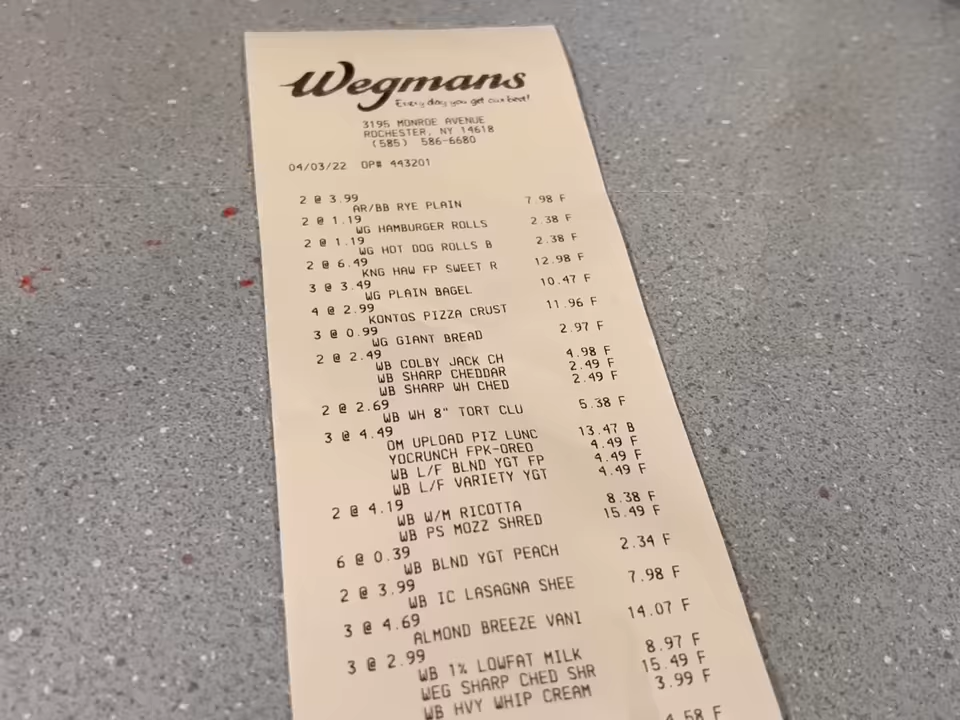 Wegmans
Every day you get our best!
3195 MONROE AVENUE
ROCHESTER, NY 14618
(585) 586-6680
04/03/22 OP# 443201
2 @ 3.99
AR/BB RYE PLAIN 7.98 F
2 @ 1.19
WG HAMBURGER ROLLS 2.38 F
2 @ 1.19
WG HOT DOG ROLLS B 2.38 F
2 @ 6.49
KNG HAW FP SWEET R 12.98 F
3 @ 3.49
WG PLAIN BAGEL 10.47 F
4 @ 2.99
KONTOS PIZZA CRUST 11.96 F
3 @ 0.99
WG GIANT BREAD 2.97 F
2 @ 2.49
WB COLBY JACK CH 4.98 F
WB SHARP CHEDDAR 2.49 F
WB SHARP WH CHED 2.49 F
2 @ 2.69
WB WH 8" TORT CLU 5.38 F
3 @ 4.49
OM UPLOAD PIZ LUNC 13.47 B
YOCRUNCH FPK-OREO 4.49 F
WB L/F BLND YGT FP 4.49 F
WB L/F VARIETY YGT 4.49 F
2 @ 4.19
WB W/M RICOTTA 8.38 F
WB PS MOZZ SHRED 15.49 F
6 @ 0.39
WB BLND YGT PEACH 2.34 F
2 @ 3.99
WB IC LASAGNA SHEE 7.98 F
3 @ 4.69
ALMOND BREEZE VANI 14.07 F
3 @ 2.99
WB 1% LOWFAT MILK 8.97 F
WEG SHARP CHED SHR 15.49 F
WB HVY WHIP CREAM 3.99 F
4.58 F